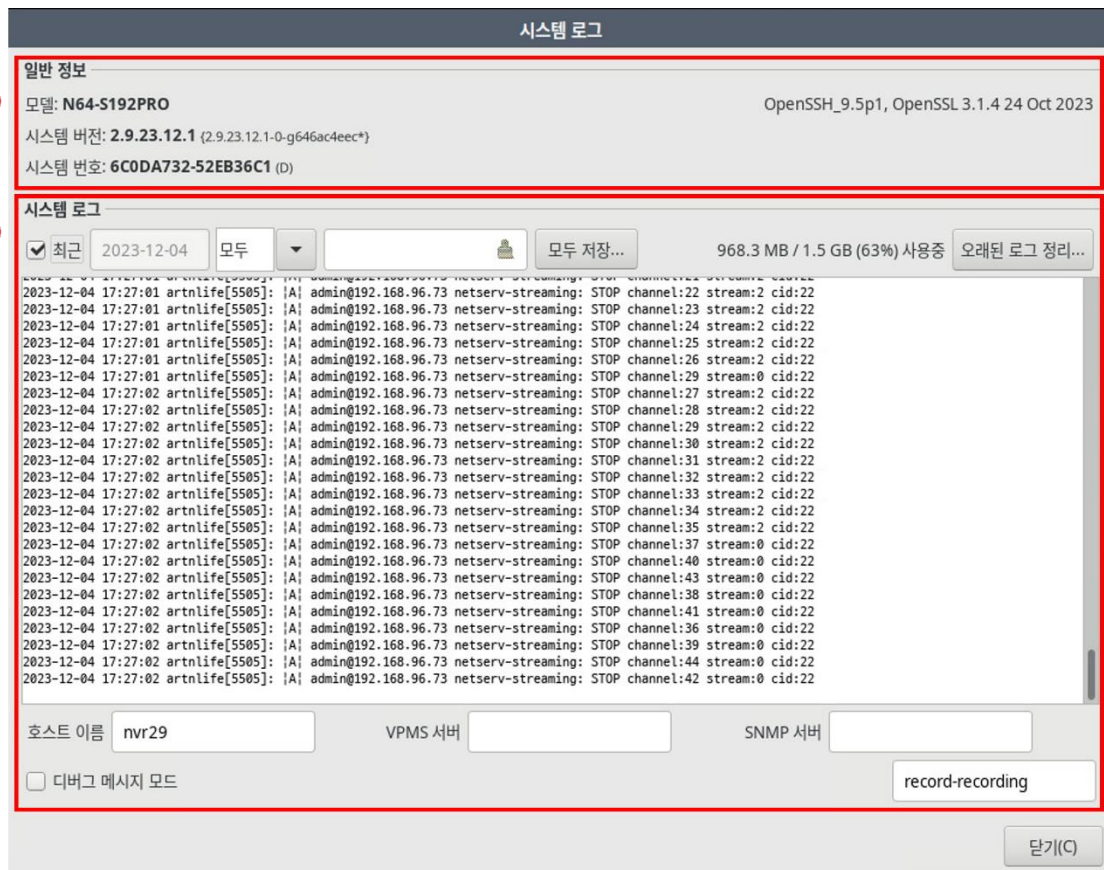 시스템 로그
일반 정보
모델: N64-S192PRO
OpenSSH_9.5p1, OpenSSL 3.1.4 24 Oct 2023
시스템 버전: 2.9.23.12.1 {2.9.23.12.1-0-g646ac4eec*}
시스템 번호: 6C0DA732-52EB36C1 (D)
시스템 로그
최근 2023-12-04 모두 모두 저장... 968.3 MB / 1.5 GB (63%) 사용중 오래된 로그 정리...
2023-12-04 17:27:01 artnlife[5505]: |A| admin@192.168.96.73 netserv-streaming: STOP channel:21 stream:2 cid:22
2023-12-04 17:27:01 artnlife[5505]: |A| admin@192.168.96.73 netserv-streaming: STOP channel:22 stream:2 cid:22
2023-12-04 17:27:01 artnlife[5505]: |A| admin@192.168.96.73 netserv-streaming: STOP channel:23 stream:2 cid:22
2023-12-04 17:27:01 artnlife[5505]: |A| admin@192.168.96.73 netserv-streaming: STOP channel:24 stream:2 cid:22
2023-12-04 17:27:01 artnlife[5505]: |A| admin@192.168.96.73 netserv-streaming: STOP channel:25 stream:2 cid:22
2023-12-04 17:27:01 artnlife[5505]: |A| admin@192.168.96.73 netserv-streaming: STOP channel:26 stream:2 cid:22
2023-12-04 17:27:01 artnlife[5505]: |A| admin@192.168.96.73 netserv-streaming: STOP channel:29 stream:0 cid:22
2023-12-04 17:27:02 artnlife[5505]: |A| admin@192.168.96.73 netserv-streaming: STOP channel:27 stream:2 cid:22
2023-12-04 17:27:02 artnlife[5505]: |A| admin@192.168.96.73 netserv-streaming: STOP channel:28 stream:2 cid:22
2023-12-04 17:27:02 artnlife[5505]: |A| admin@192.168.96.73 netserv-streaming: STOP channel:29 stream:2 cid:22
2023-12-04 17:27:02 artnlife[5505]: |A| admin@192.168.96.73 netserv-streaming: STOP channel:30 stream:2 cid:22
2023-12-04 17:27:02 artnlife[5505]: |A| admin@192.168.96.73 netserv-streaming: STOP channel:31 stream:2 cid:22
2023-12-04 17:27:02 artnlife[5505]: |A| admin@192.168.96.73 netserv-streaming: STOP channel:32 stream:2 cid:22
2023-12-04 17:27:02 artnlife[5505]: |A| admin@192.168.96.73 netserv-streaming: STOP channel:33 stream:2 cid:22
2023-12-04 17:27:02 artnlife[5505]: |A| admin@192.168.96.73 netserv-streaming: STOP channel:34 stream:2 cid:22
2023-12-04 17:27:02 artnlife[5505]: |A| admin@192.168.96.73 netserv-streaming: STOP channel:35 stream:2 cid:22
2023-12-04 17:27:02 artnlife[5505]: |A| admin@192.168.96.73 netserv-streaming: STOP channel:37 stream:0 cid:22
2023-12-04 17:27:02 artnlife[5505]: |A| admin@192.168.96.73 netserv-streaming: STOP channel:40 stream:0 cid:22
2023-12-04 17:27:02 artnlife[5505]: |A| admin@192.168.96.73 netserv-streaming: STOP channel:43 stream:0 cid:22
2023-12-04 17:27:02 artnlife[5505]: |A| admin@192.168.96.73 netserv-streaming: STOP channel:38 stream:0 cid:22
2023-12-04 17:27:02 artnlife[5505]: |A| admin@192.168.96.73 netserv-streaming: STOP channel:41 stream:0 cid:22
2023-12-04 17:27:02 artnlife[5505]: |A| admin@192.168.96.73 netserv-streaming: STOP channel:36 stream:0 cid:22
2023-12-04 17:27:02 artnlife[5505]: |A| admin@192.168.96.73 netserv-streaming: STOP channel:39 stream:0 cid:22
2023-12-04 17:27:02 artnlife[5505]: |A| admin@192.168.96.73 netserv-streaming: STOP channel:44 stream:0 cid:22
2023-12-04 17:27:02 artnlife[5505]: |A| admin@192.168.96.73 netserv-streaming: STOP channel:42 stream:0 cid:22
호스트 이름 nvr29 VPMS 서버 SNMP 서버
디버그 메시지 모드 record-recording
닫기(C)